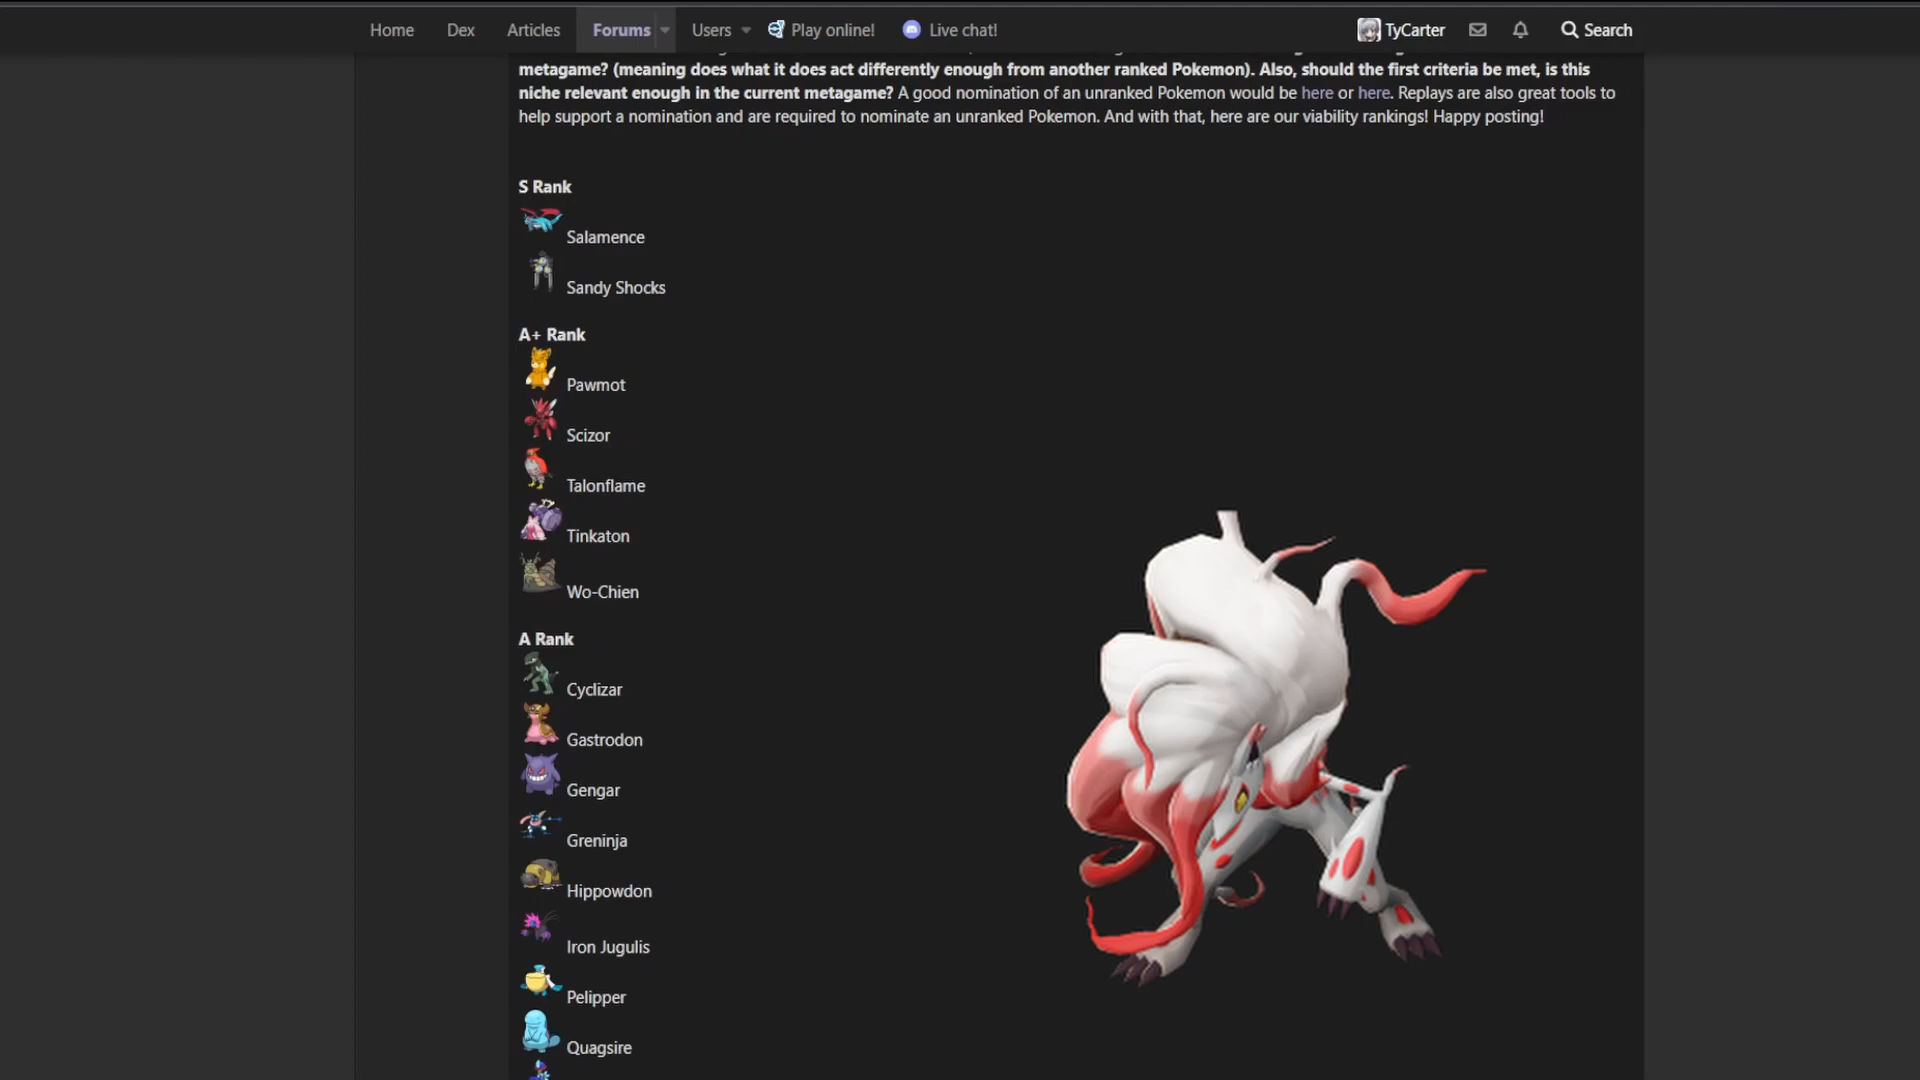 Home Dex Articles Forums Users Play online! Live chat! TyCarter Search
metagame? (meaning does what it does act differently enough from another ranked Pokemon). Also, should the first criteria be met, is this
niche relevant enough in the current metagame? A good nomination of an unranked Pokemon would be here or here. Replays are also great tools to
help support a nomination and are required to nominate an unranked Pokemon. And with that, here are our viability rankings! Happy posting!
S Rank
Salamence
Sandy Shocks
A+ Rank
Pawmot
Scizor
Talonflame
Tinkaton
Wo-Chien
A Rank
Cyclizar
Gastrodon
Gengar
Greninja
Hippowdon
Iron Jugulis
Pelipper
Quagsire